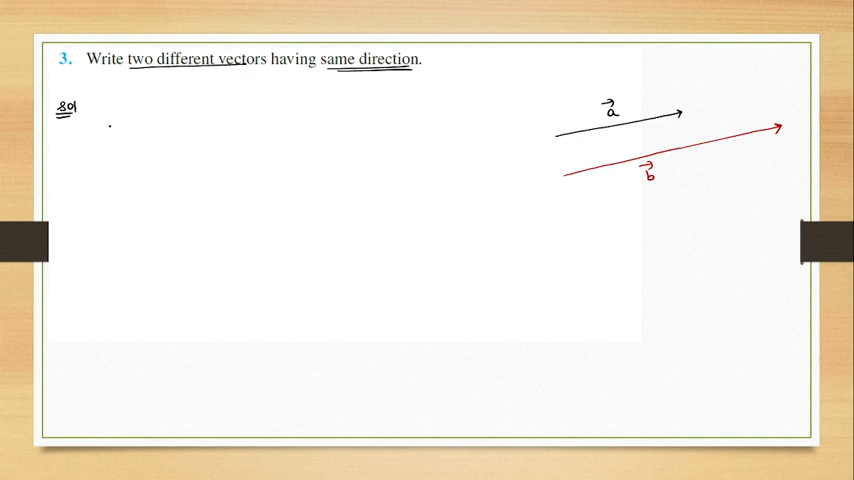 3. Write two different vectors having same direction.
sol
a
b